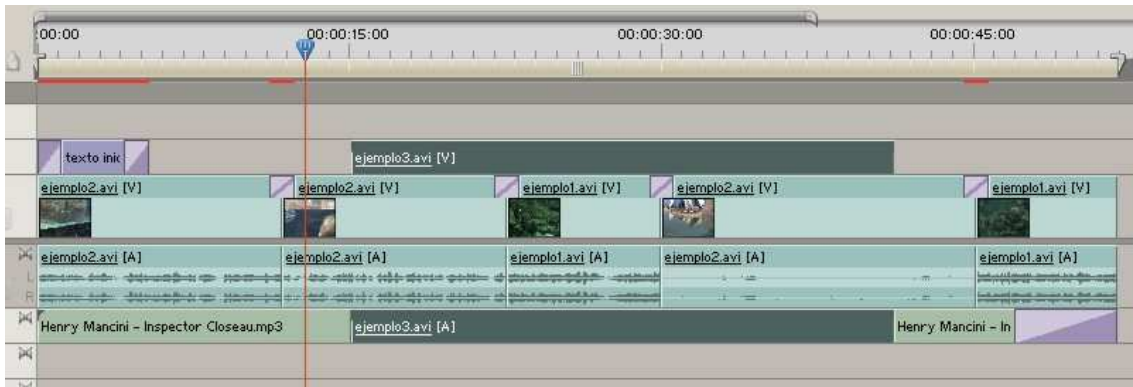 :00:00 00:00:15:00 00:00:30:00 00:00:45:00
texto inic ejemplo3.avi [V]
ejemplo2.avi [V] ejemplo2.avi [V] ejemplo1.avi [V] ejemplo2.avi [V] ejemplo1.avi [V]
ejemplo2.avi [A] ejemplo2.avi [A] ejemplo1.avi [A] ejemplo2.avi [A] ejemplo1.avi [A]
L
R
Henry Mancini - Inspector Closeau.mp3 ejemplo3.avi [A] Henry Mancini - In